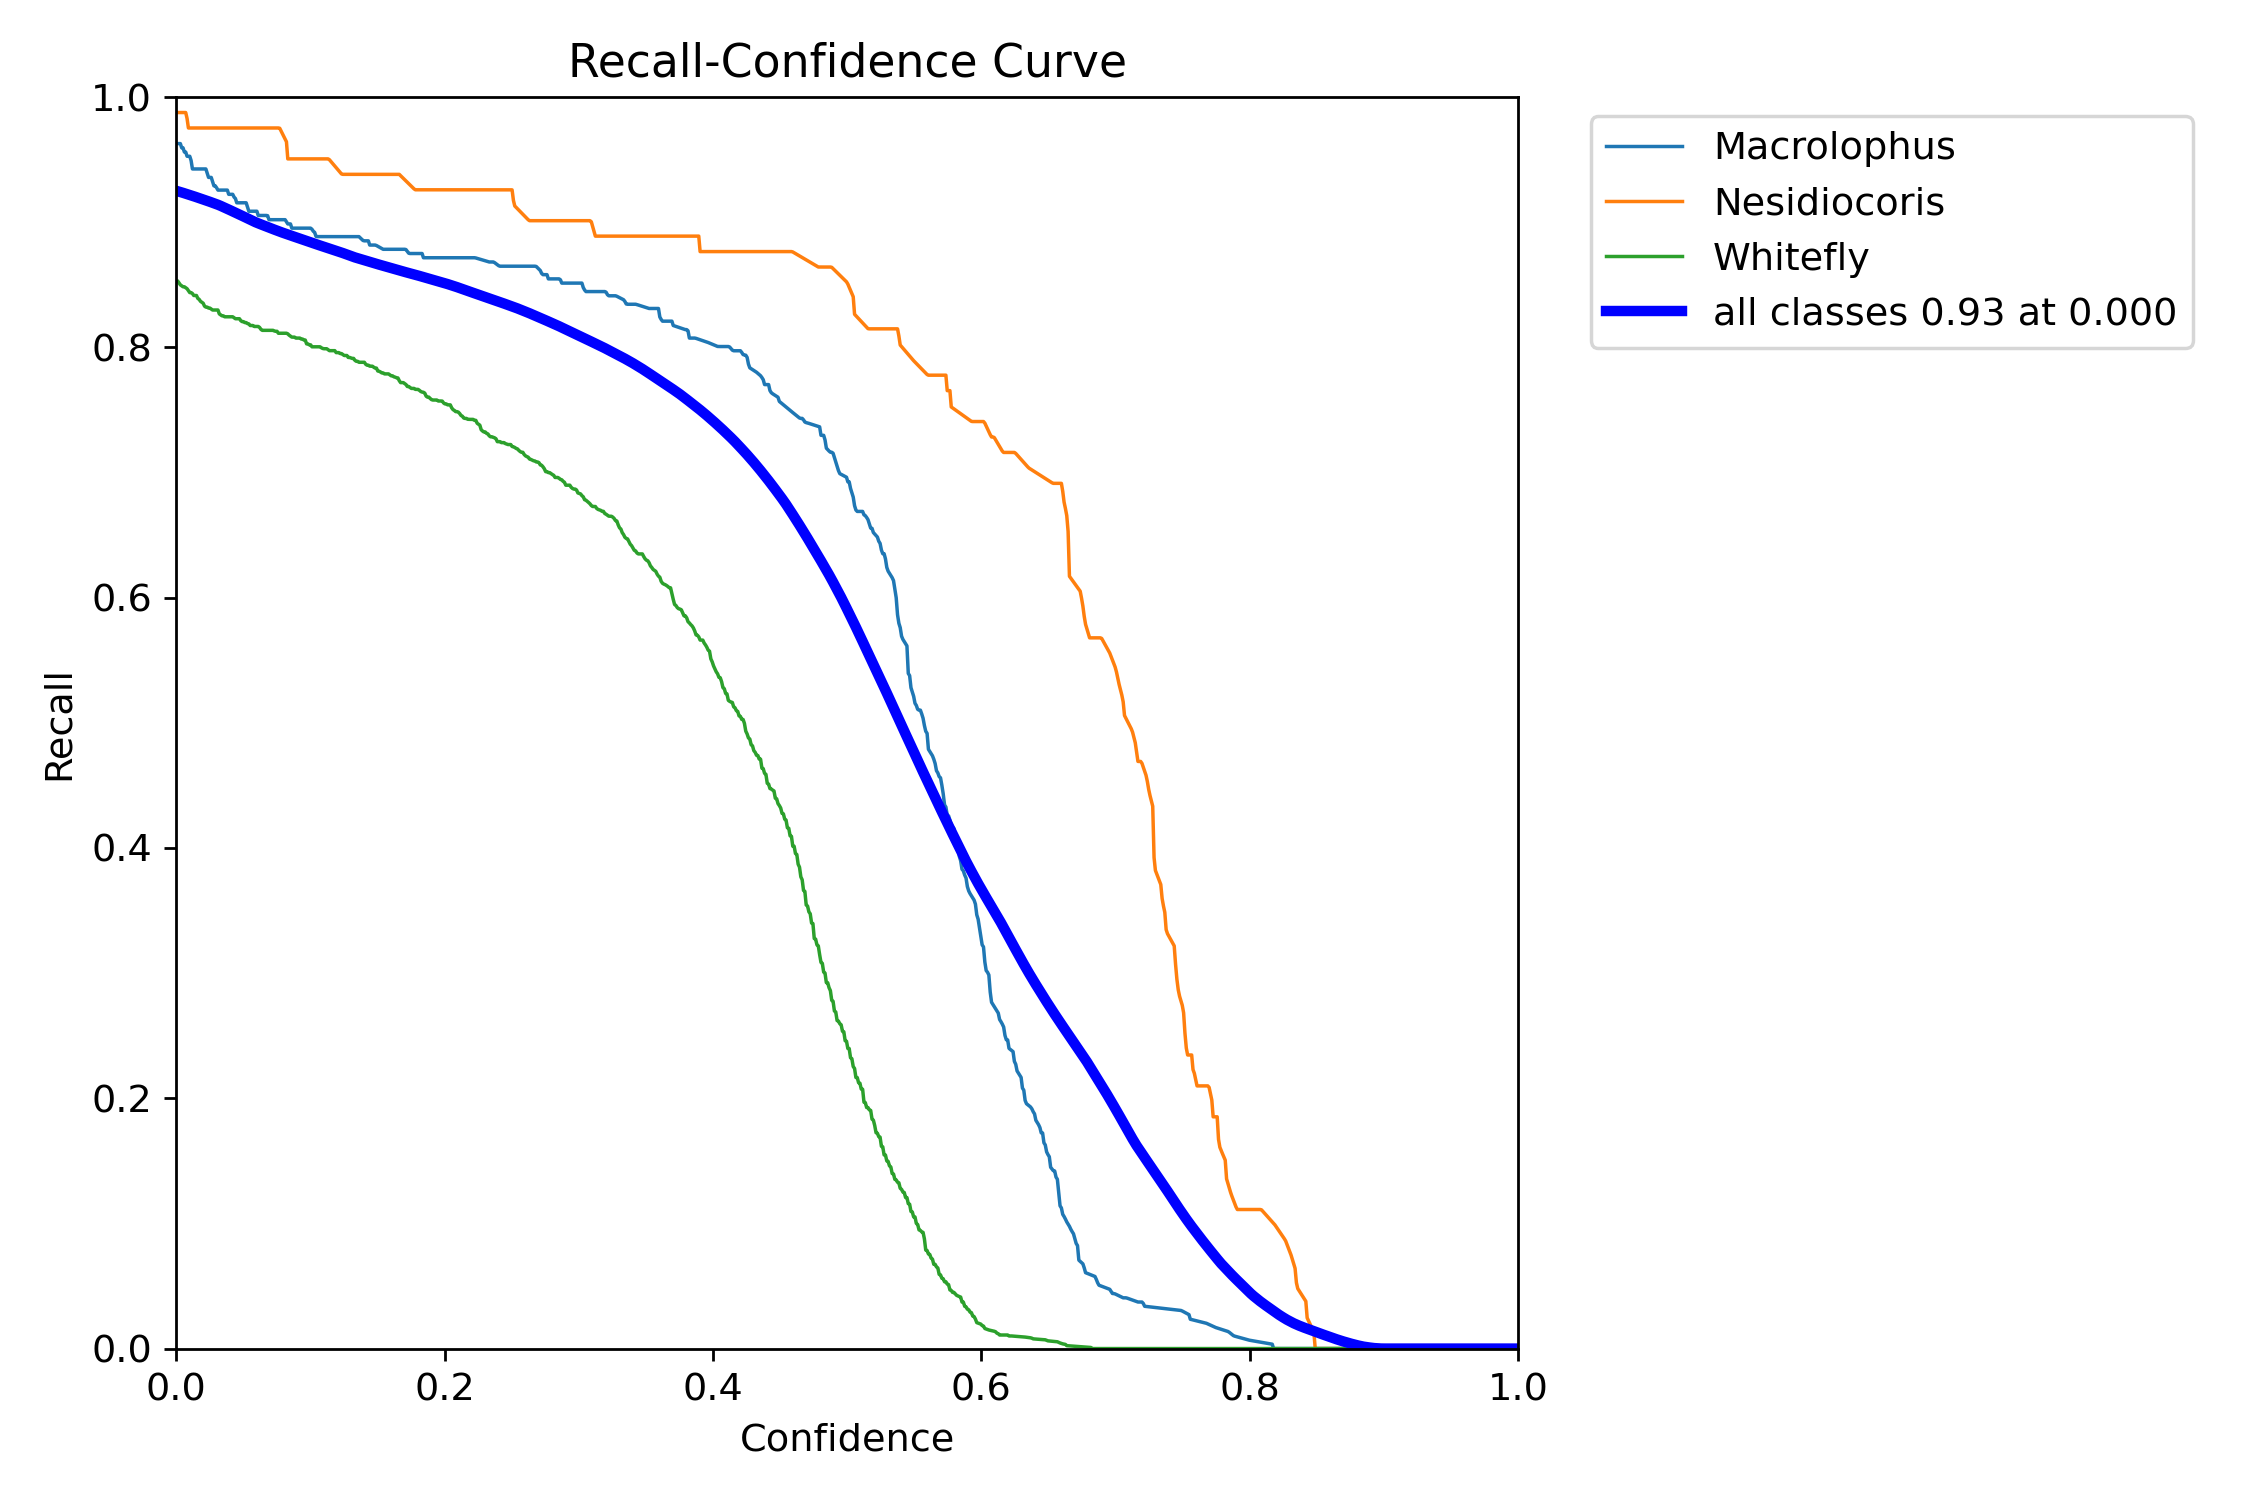 Recall-Confidence Curve
1.0
0.8
0.6
0.4
0.2
0.0
Recall
0.0 0.2 0.4 0.6 0.8 1.0
Confidence
Macrolophus
Nesidiocoris
Whitefly
all classes 0.93 at 0.000